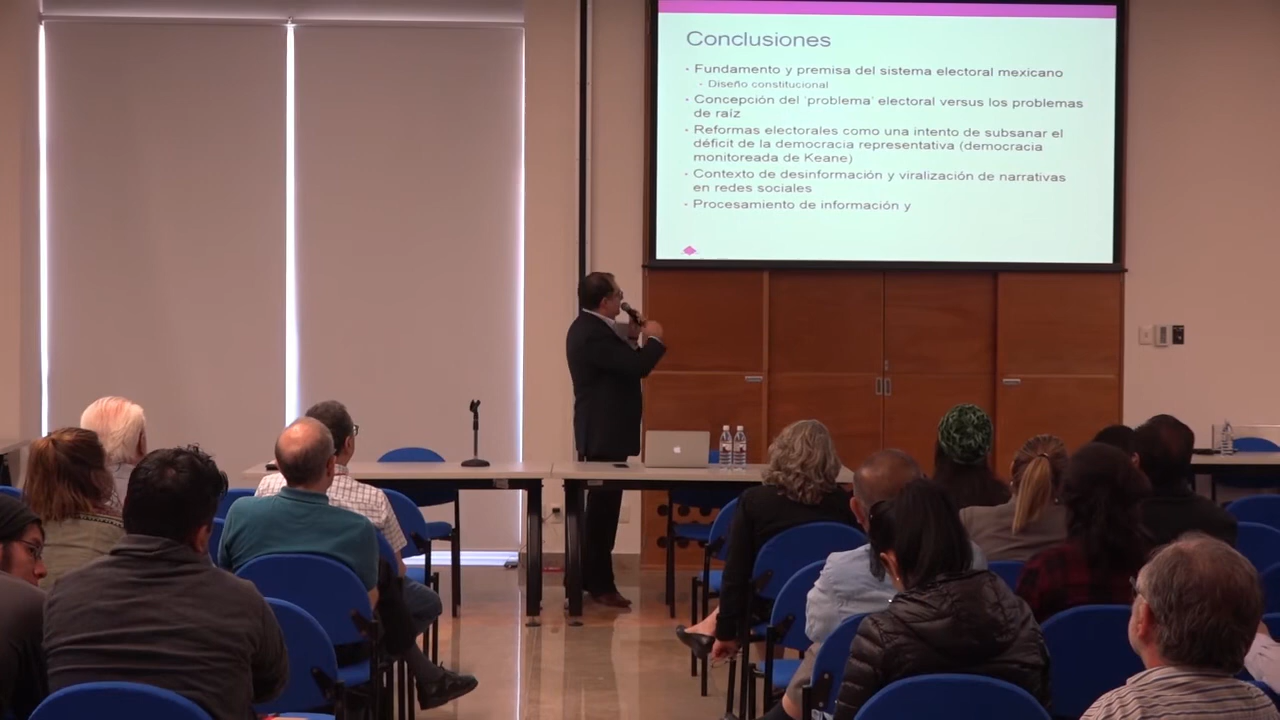 Conclusiones
• Fundamento y premisa del sistema electoral mexicano
• Diseño constitucional
• Concepción del 'problema' electoral versus los problemas
de raíz
• Reformas electorales como una intento de subsanar el
déficit de la democracia representativa (democracia
monitoreada de Keane)
• Contexto de desinformación y viralización de narrativas
en redes sociales
• Procesamiento de información y